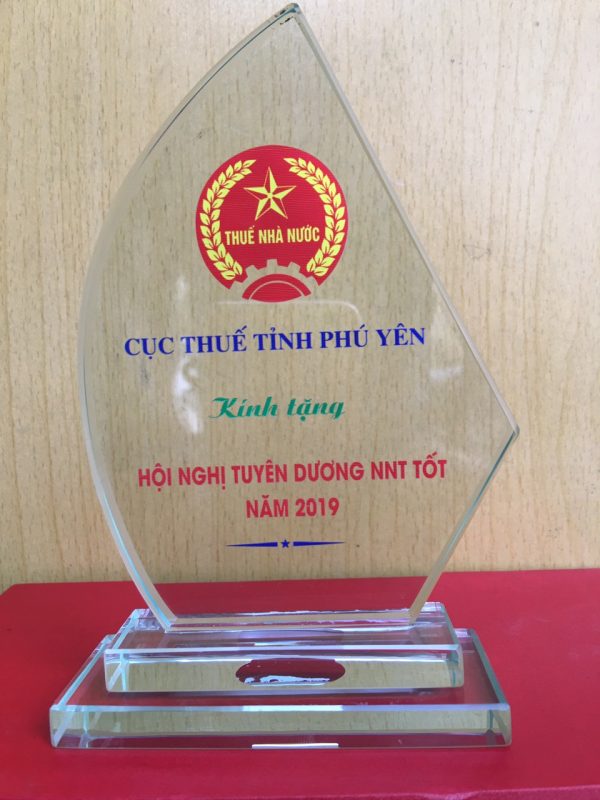 THUẾ NHÀ NƯỚC
CỤC THUẾ TỈNH PHÚ YÊN
Kính tặng
HỘI NGHỊ TUYÊN DƯƠNG NNT TỐT
NĂM 2019